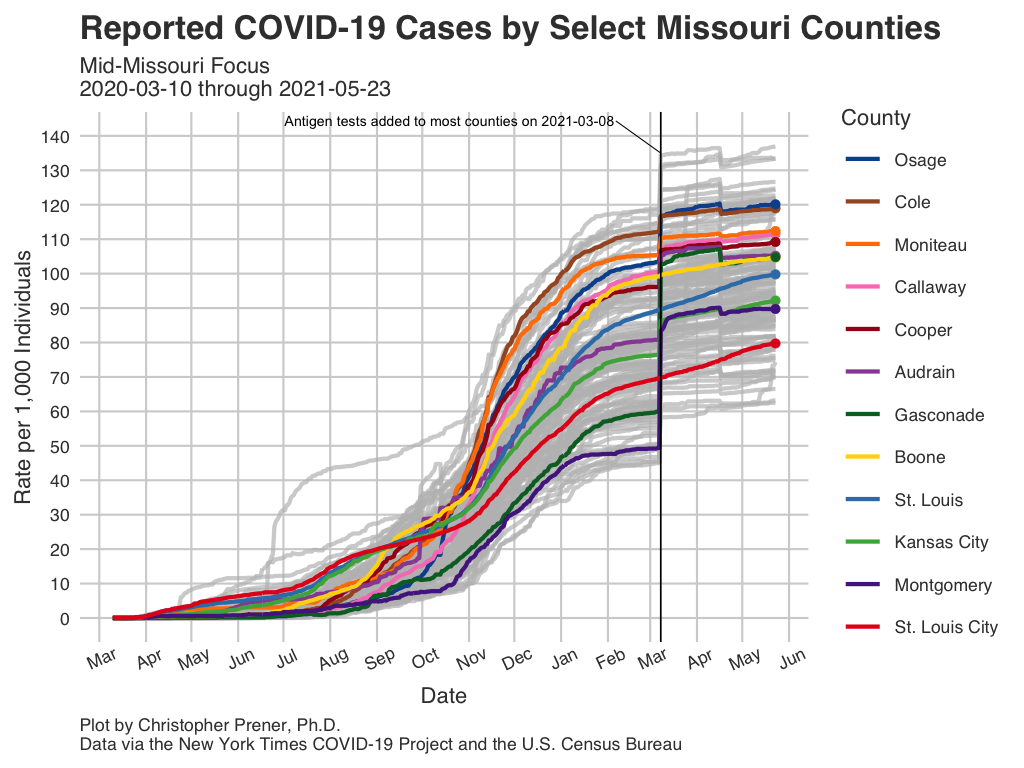 Reported COVID-19 Cases by Select Missouri Counties
Mid-Missouri Focus
2020-03-10 through 2021-05-23
Antigen tests added to most counties on 2021-03-08
Rate per 1,000 Individuals
140
130
120
110
100
90
80
70
60
50
40
30
20
10
0
Mar Apr May Jun Jul Aug Sep Oct Nov Dec Jan Feb Mar Apr May Jun
Date
County
Osage
Cole
Moniteau
Callaway
Cooper
Audrain
Gasconade
Boone
St. Louis
Kansas City
Montgomery
St. Louis City
Plot by Christopher Prener, Ph.D.
Data via the New York Times COVID-19 Project and the U.S. Census Bureau